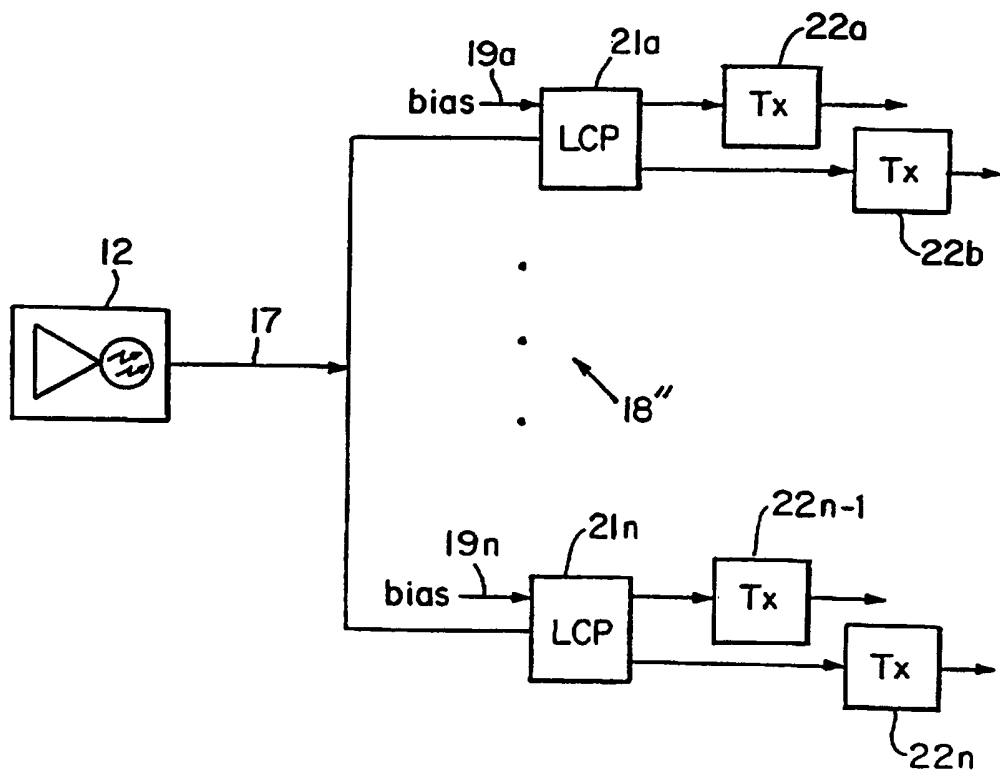 22a
21a
19a
bias
LCP
Tx
Tx
22b
12
17
18″
22n-1
21n
19n
bias
LCP
Tx
Tx
22n